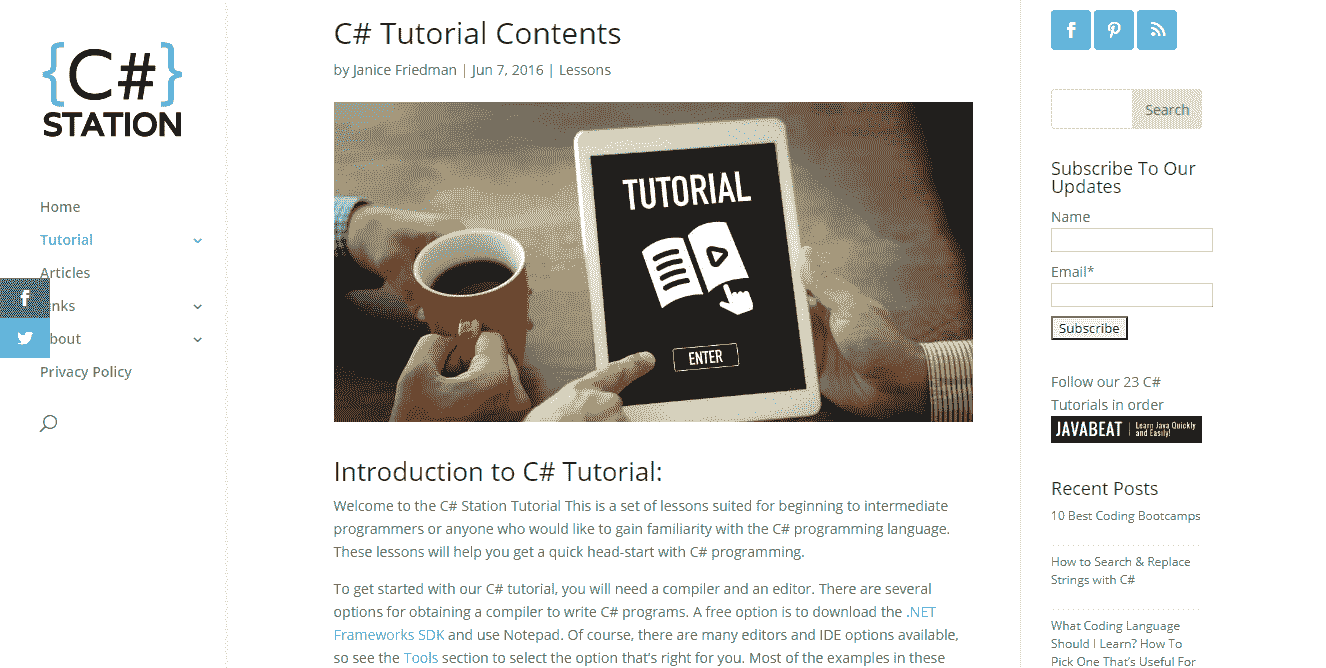 {C#}
STATION
Home
Tutorial
Articles
inks
bout
Privacy Policy
C# Tutorial Contents
by Janice Friedman | Jun 7, 2016 | Lessons
TUTORIAL
ENTER
Introduction to C# Tutorial:
Welcome to the C# Station Tutorial This is a set of lessons suited for beginning to intermediate
programmers or anyone who would like to gain familiarity with the C# programming language.
These lessons will help you get a quick head-start with C# programming.
To get started with our C# tutorial, you will need a compiler and an editor. There are several
options for obtaining a compiler to write C# programs. A free option is to download the .NET
Frameworks SDK and use Notepad. Of course, there are many editors and IDE options available,
so see the Tools section to select the option that’s right for you. Most of the examples in these
Search
Subscribe To Our
Updates
Name
Email*
Subscribe
Follow our 23 C#
Tutorials in order
JAVABEAT | Learn Java Quickly
and Easily!
Recent Posts
10 Best Coding Bootcamps
How to Search & Replace
Strings with C#
What Coding Language
Should I Learn? How To
Pick One That’s Useful For